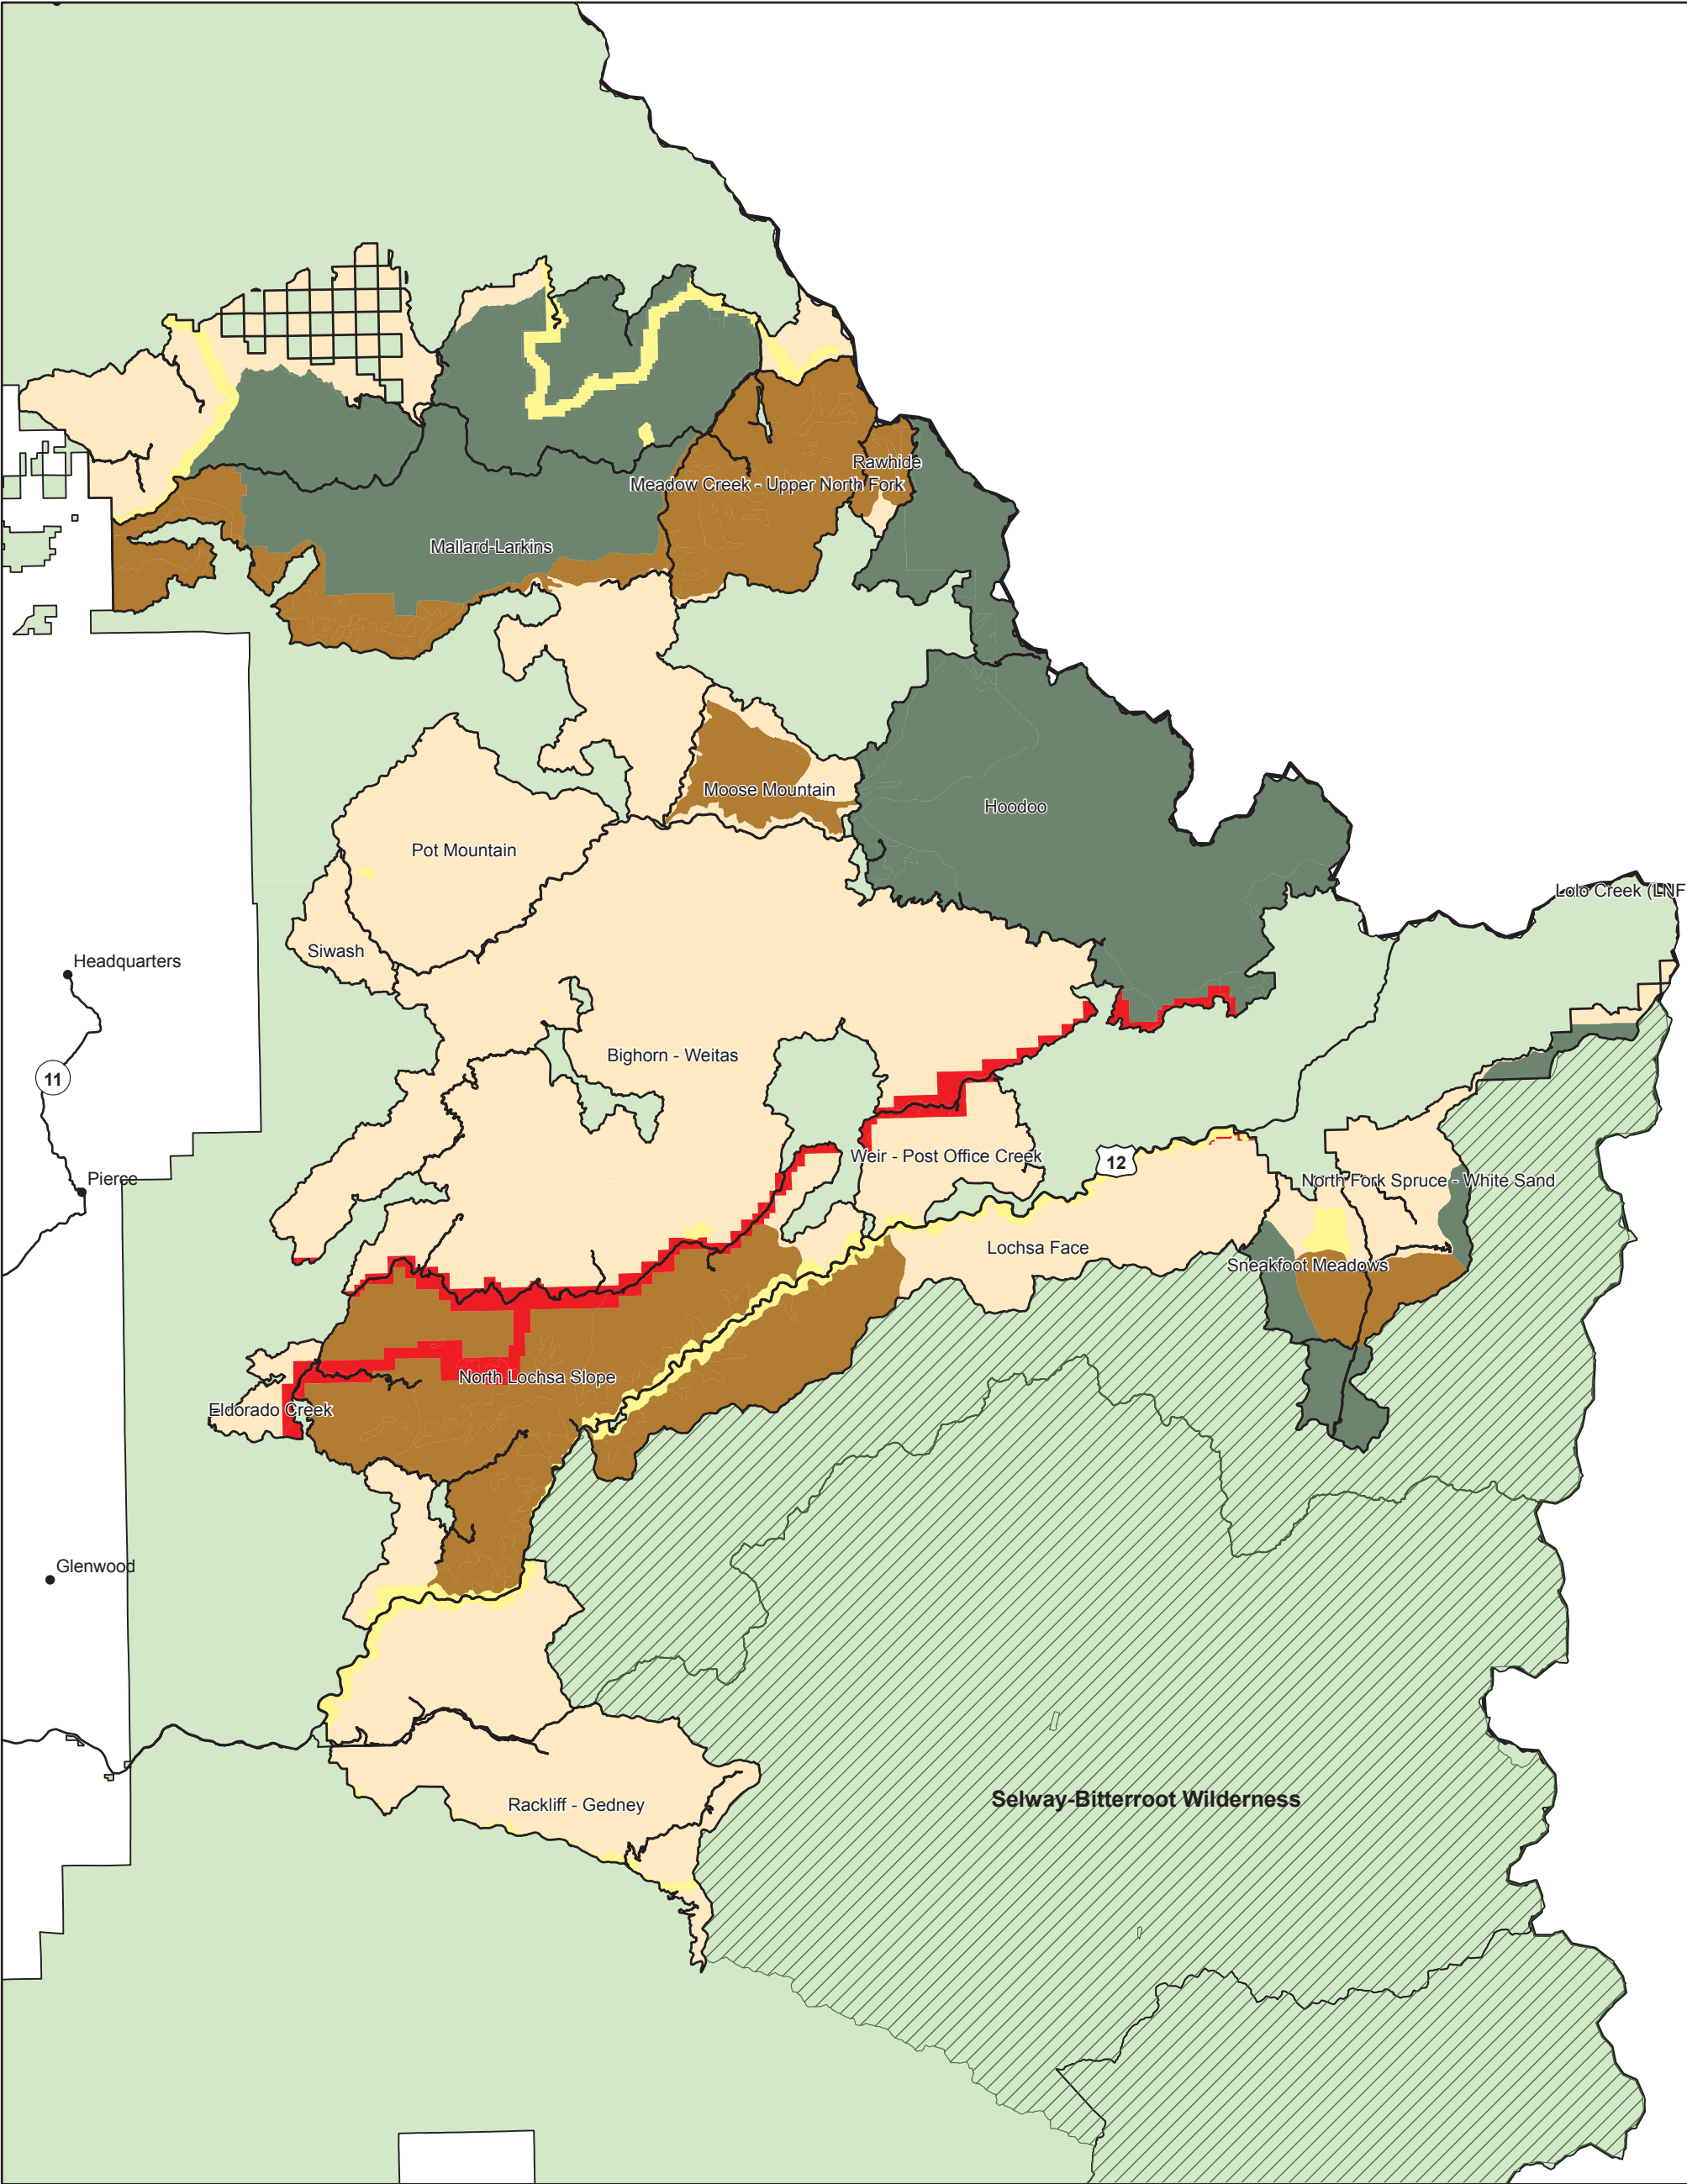 Rawhide
Meadow Creek - Upper North Fork
Mallard-Larkins
Moose Mountain
Hoodoo
Pot Mountain
Lolo Creek (LNF
Siwash
Headquarters
Bighorn - Weitas
11
Weir - Post Office Creek
12
Pierce
North Fork Spruce - White Sand
Lochsa Face
Sneakfoot Meadows
North Lochsa Slope
Eldorado Creek
Glenwood
Selway-Bitterroot Wilderness
Rackliff - Gedney